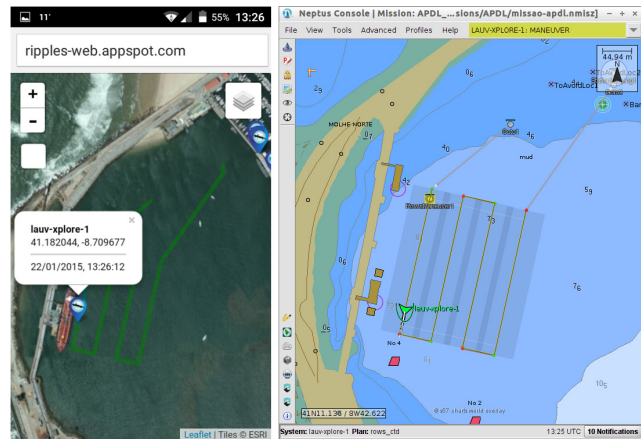 11°
55% 13:26
ripples-web.appspot.com
+
-
lauv-xplore-1
41.182044, -8.709677
22/01/2015, 13:26:12
Leaflet | Tiles © ESRI
Neptus Console | Mission: APDL_...sions/APDL/missao-apdl.nmisz]
File View Tools Advanced Profiles Help LAUV-XPLORE-1: MANEUVER
44,94 m
N
ToAvoidLoc1
MOLHE-NORTE
mud
lauv-xplore-1
No 4
No 2
41N11.136 / 8W42.622
System: lauv-xplore-1 Plan: rows_ctd 13:25 UTC 10 Notifications